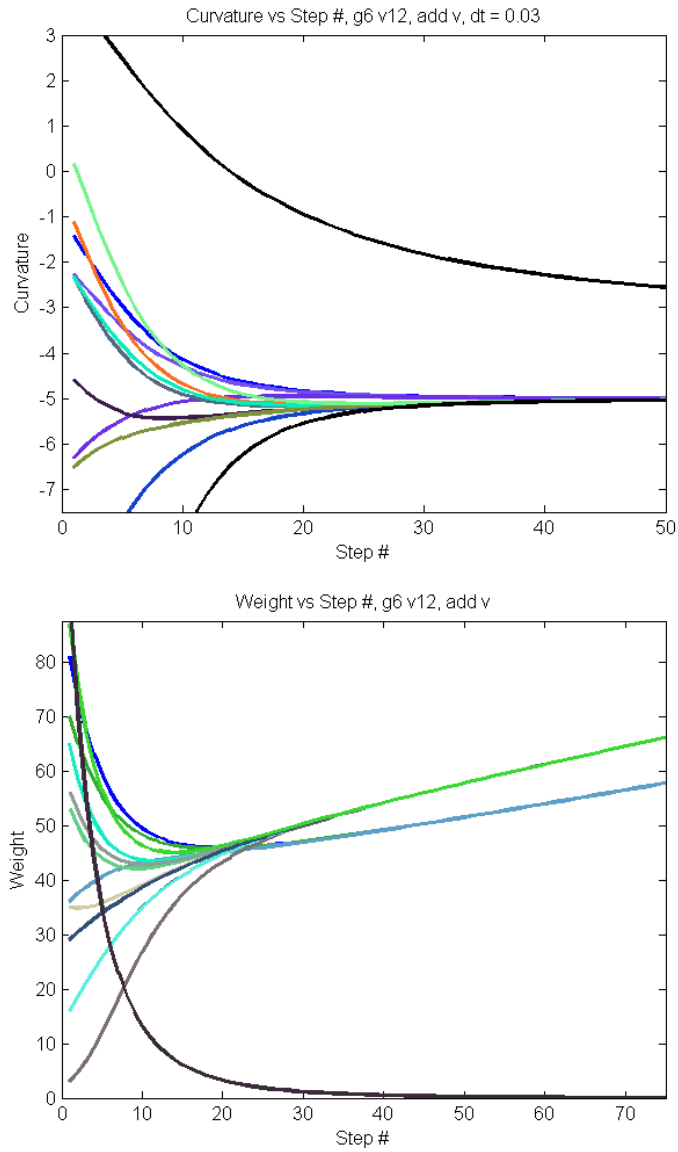 Curvature vs Step #, g6 v12, add v, dt = 0.03
3
2
1
0
-1
-2
-3
-4
-5
-6
-7
Curvature
0 10 20 30 40 50
Step #
Weight vs Step #, g6 v12, add v
80
70
60
50
40
30
20
10
0
Weight
0 10 20 30 40 50 60 70
Step #